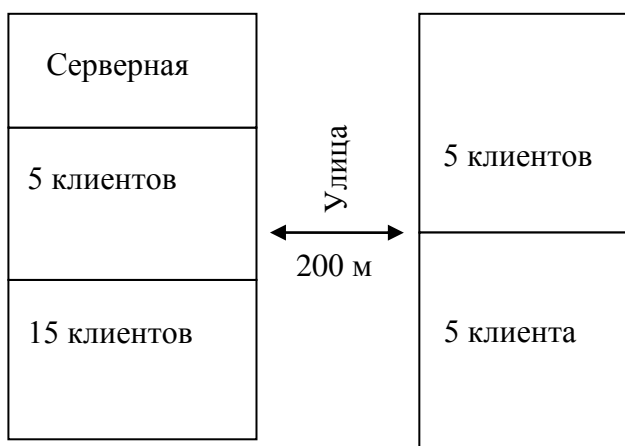 Серверная
5 клиентов
15 клиентов
Улица
200 м
5 клиентов
5 клиента